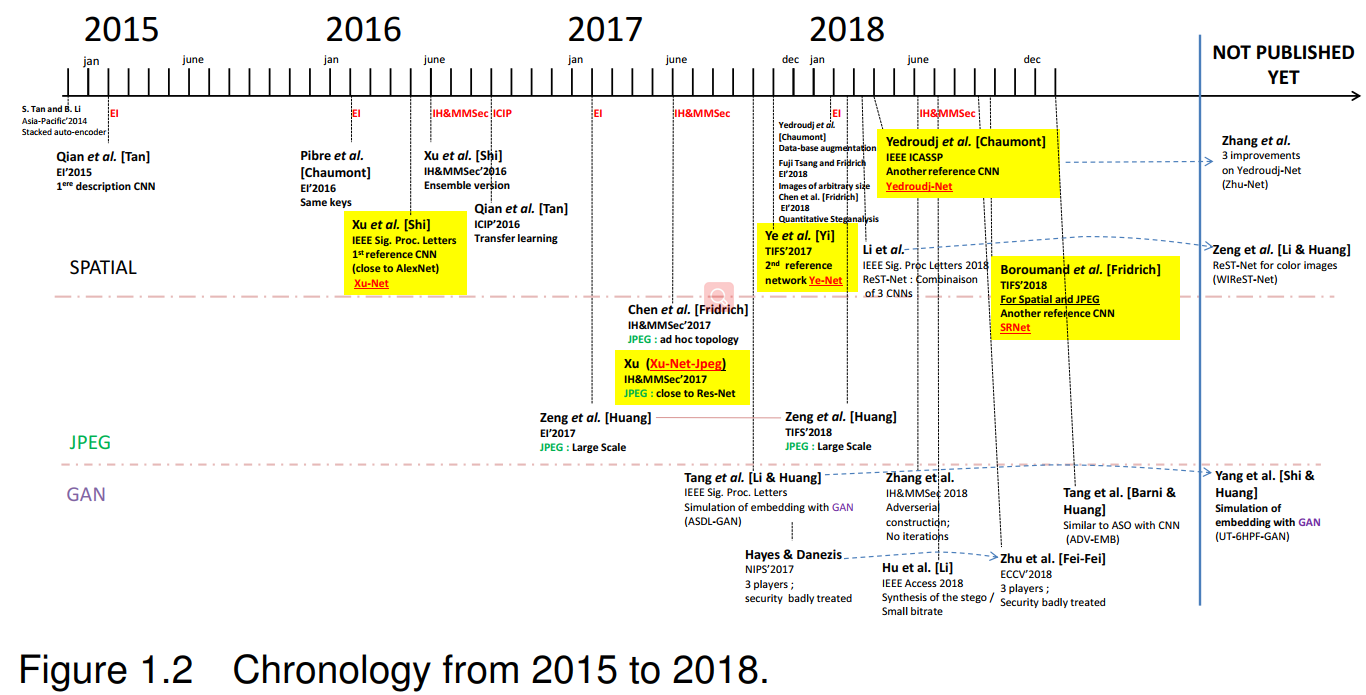 2015
2016
2017
2018
jan
june
jan
june
jan
june
dec
jan
june
dec
NOT PUBLISHED
YET
S. Tan and B. Li
Asia-Pacific'2014
Stacked auto-encoder
EI
EI
IH&MMSec
ICIP
EI
IH&MMSec
EI
IH&MMSec
Qian et al. [Tan]
EI'2015
1ere description CNN
Pibre et al.
[Chaumont]
EI'2016
Same keys
Xu et al. [Shi]
IH&MMSec'2016
Ensemble version
Qian et al. [Tan]
ICIP'2016
Transfer learning
Xu et al. [Shi]
IEEE Sig. Proc. Letters
1st reference CNN
(close to AlexNet)
Xu-Net
Yedroudj et al.
[Chaumont]
Data-base augmentation
Fuji Tsang and Fridrich
EI'2018
Images of arbitrary size
Chen et al. [Fridrich]
EI'2018
Quantitative Steganalysis
Yedroudj et al. [Chaumont]
IEEE ICASSP
Another reference CNN
Yedroudj-Net
Zhang et al.
3 improvements
on Yedroudj-Net
(Zhu-Net)
Ye et al. [Yi]
TIFS'2017
2nd reference
network Ye-Net
Li et al.
IEEE Sig. Proc Letters 2018
ReST-Net : Combinaison
of 3 CNNs
Boroumand et al. [Fridrich]
TIFS'2018
For Spatial and JPEG
Another reference CNN
SRNet
Zeng et al. [Li & Huang]
ReST-Net for color images
(WIReST-Net)
SPATIAL
Chen et al. [Fridrich]
IH&MMSec'2017
JPEG : ad hoc topology
Xu (Xu-Net-Jpeg)
IH&MMSec'2017
JPEG : close to Res-Net
Zeng et al. [Huang]
EI'2017
JPEG : Large Scale
Zeng et al. [Huang]
TIFS'2018
JPEG : Large Scale
JPEG
GAN
Tang et al. [Li & Huang]
IEEE Sig. Proc. Letters
Simulation of embedding with GAN
(ASDL-GAN)
Zhang et al.
IH&MMSec 2018
Adverserial
construction;
No iterations
Tang et al. [Barni &
Huang]
Similar to ASO with CNN
(ADV-EMB)
Yang et al. [Shi &
Huang]
Simulation of
embedding with GAN
(UT-6HPF-GAN)
Hayes & Danezis
NIPS'2017
3 players ;
security badly treated
Hu et al. [Li]
IEEE Access 2018
Synthesis of the stego /
Small bitrate
Zhu et al. [Fei-Fei]
ECCV'2018
3 players ;
Security badly treated
Figure 1.2 Chronology from 2015 to 2018.